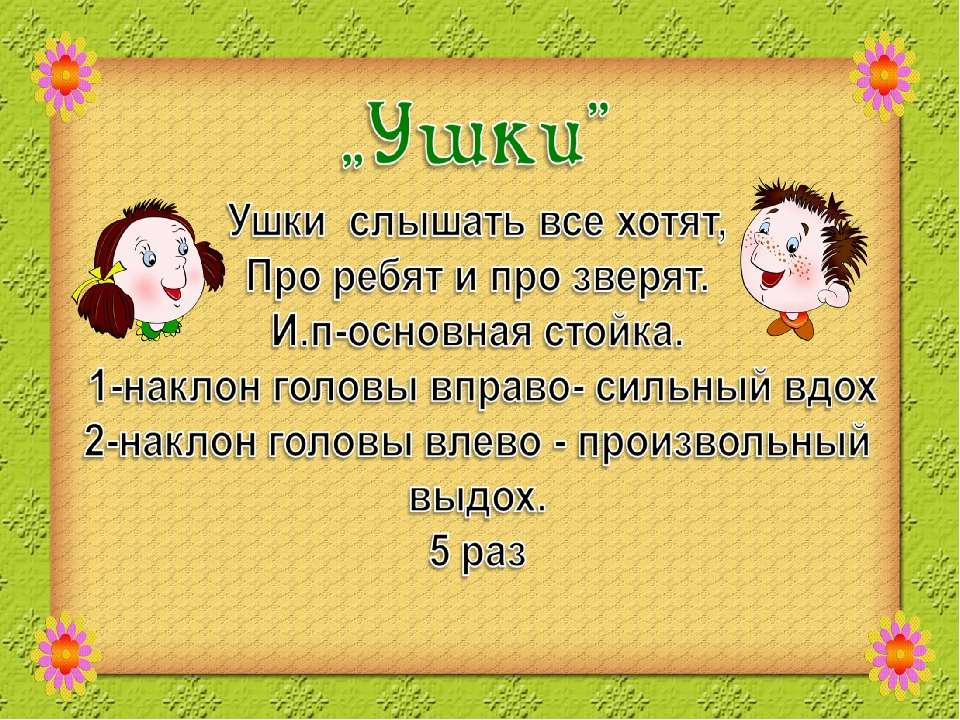 „Ушки”
Ушки слышать все хотят,
Про ребят и про зверят.
И.п-основная стойка.
1-наклон головы вправо- сильный вдох
2-наклон головы влево - произвольный
выдох.
5 раз